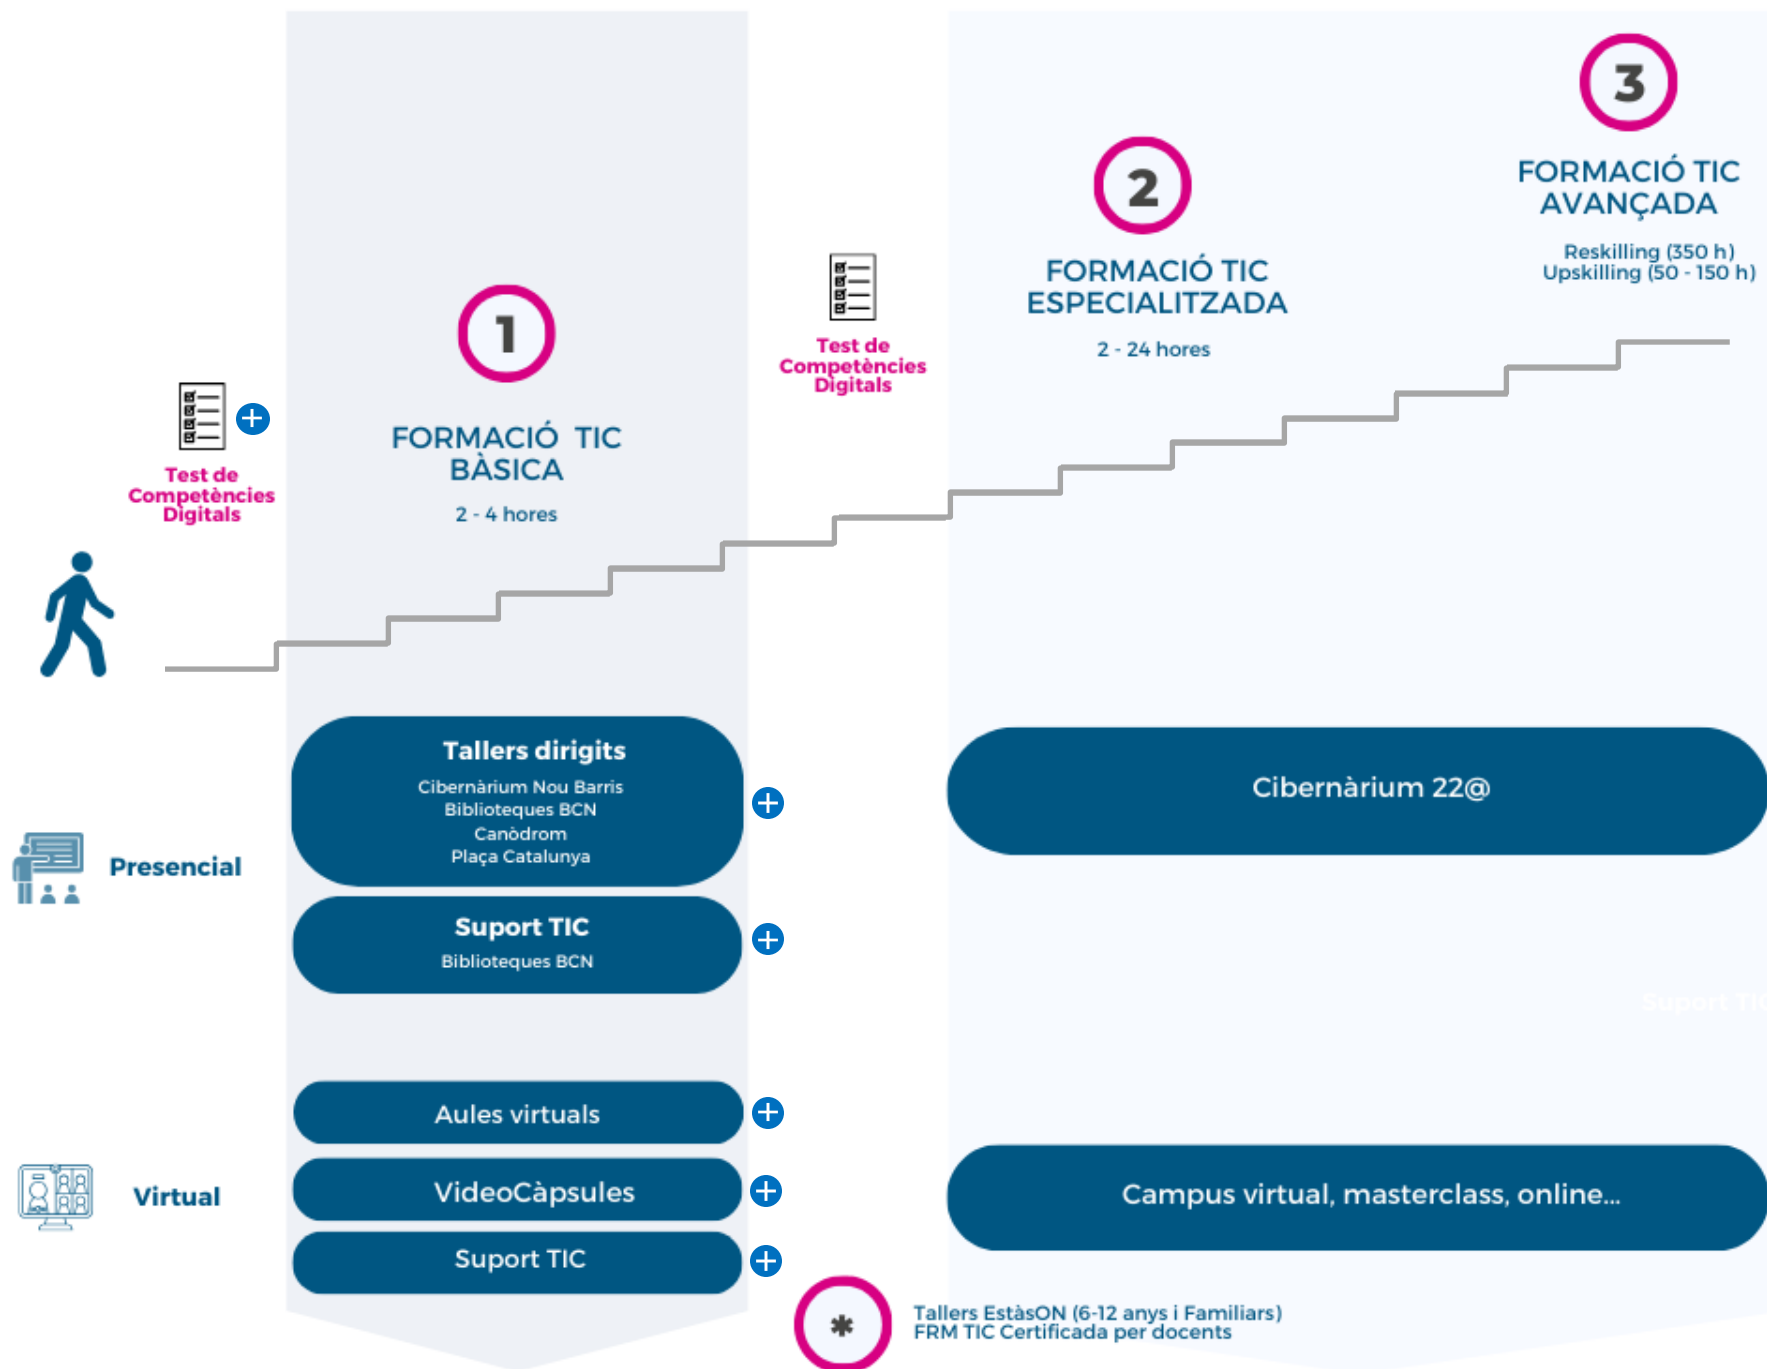 3
FORMACIÓ TIC
AVANÇADA
Reskilling (350 h)
Upskilling (50 - 150 h)
2
FORMACIÓ TIC
ESPECIALITZADA
2 - 24 hores
Test de
Competències
Digitals
1
FORMACIÓ TIC
BÀSICA
2 - 4 hores
Test de
Competències
Digitals
Presencial
Tallers dirigits
Cibernàrium Nou Barris
Biblioteques BCN
Canòdrom
Plaça Catalunya
Suport TIC
Biblioteques BCN
Cibernàrium 22@
Suport TIC
Virtual
Aules virtuals
VideoCàpsules
Suport TIC
Campus virtual, masterclass, online...
*
Tallers EstàsON (6-12 anys i Familiars)
FRM TIC Certificada per docents